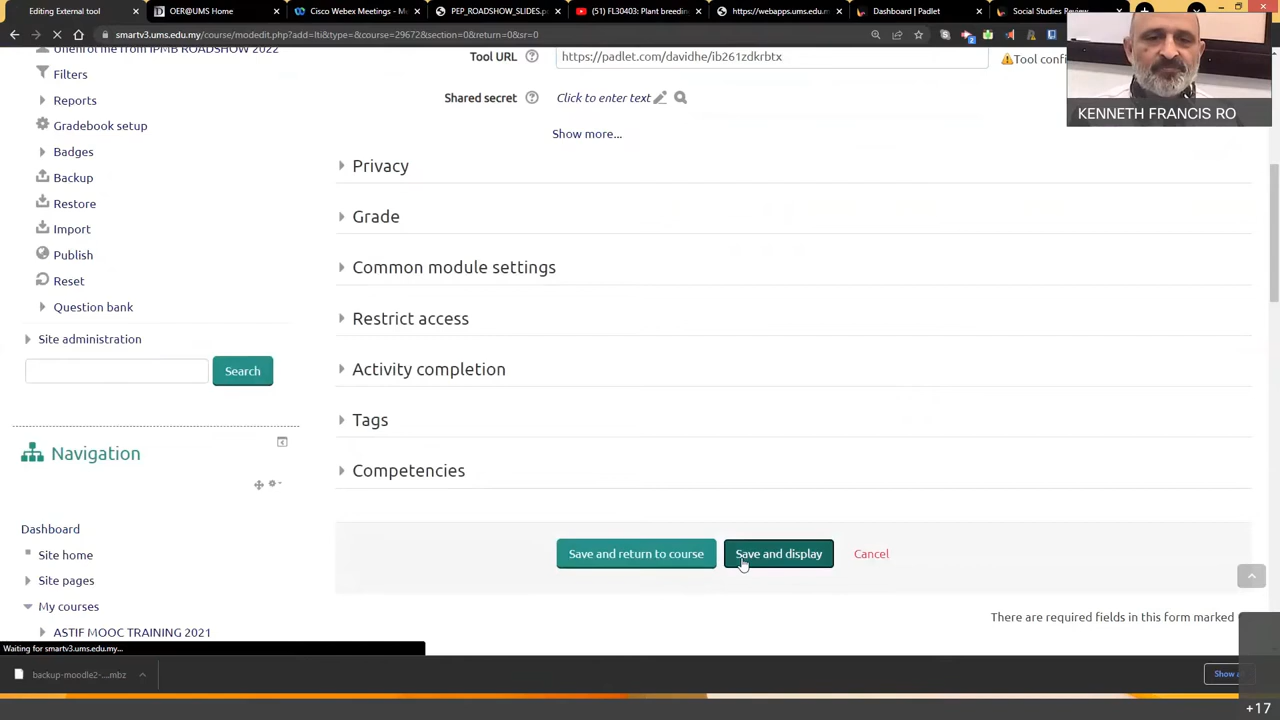 Editing External tool
OER@UMS Home
Cisco Webex Meetings - M
PEP_ROADSHOW_SLIDES.p
(51) FL30403: Plant breedin
https://webapps.ums.edu.m
Dashboard | Padlet
Social Studies Review
smartv3.ums.edu.my/course/modedit.php?add=lti&type=&course=29672&section=0&return=0&sr=0
Unenrol me from IPMB ROADSHOW 2022
Filters
Reports
Gradebook setup
Badges
Backup
Restore
Import
Publish
Reset
Question bank
Site administration
Search
Navigation
Dashboard
Site home
Site pages
My courses
ASTIF MOOC TRAINING 2021
Tool URL
https://padlet.com/davidhe/ib261zdkrbtx
Tool confi
Shared secret
Click to enter text
Show more...
Privacy
Grade
Common module settings
Restrict access
Activity completion
Tags
Competencies
Save and return to course
Save and display
Cancel
There are required fields in this form marked
KENNETH FRANCIS RO
Waiting for smartv3.ums.edu.my...
backup-moodle2-....mbz
Show a
+17